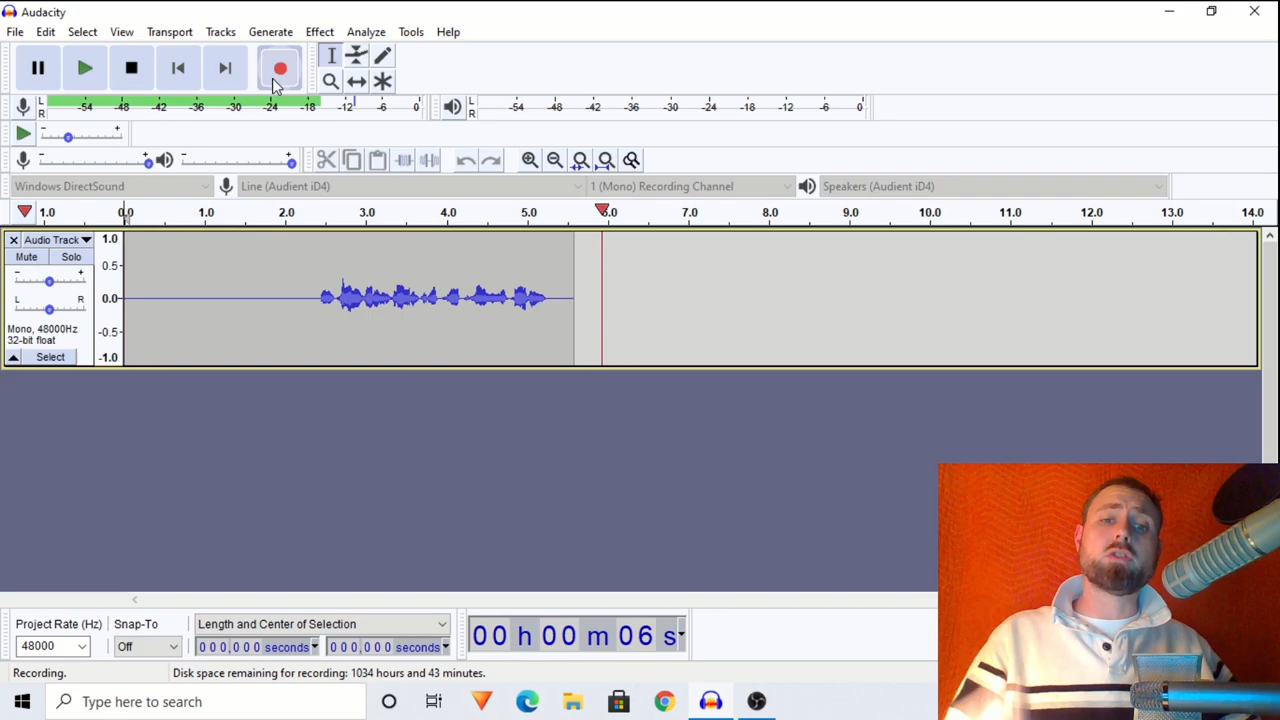 Audacity
File Edit Select View Transport Tracks Generate Effect Analyze Tools Help
L R -54 -48 -42 -36 -30 -24 -18 -12 -6 0 L R -54 -48 -42 -36 -30 -24 -18 -12 -6 0
- +
- + - +
Windows DirectSound Line (Audient iD4) 1 (Mono) Recording Channel Speakers (Audient iD4)
1.0 0.0 1.0 2.0 3.0 4.0 5.0 6.0 7.0 8.0 9.0 10.0 11.0 12.0 13.0 14.0
Audio Track 1.0
Mute Solo
0.5
- +
L R 0.0
Mono, 48000Hz -0.5
32-bit float
Select -1.0
Project Rate (Hz) Snap-To Length and Center of Selection
48000 Off 0 0 0,0 0 0 seconds 0 0 0,0 0 0 seconds
00 h 00 m 06 s
Recording. Disk space remaining for recording: 1034 hours and 43 minutes.
Type here to search